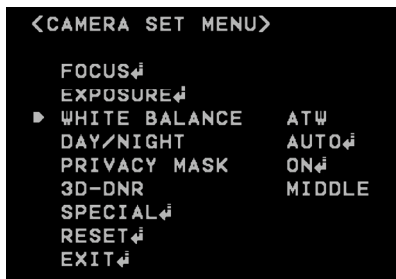 <CAMERA SET MENU>
FOCUS↲
EXPOSURE↲
WHITE BALANCE ATW
DAY/NIGHT AUTO↲
PRIVACY MASK ON↲
3D-DNR MIDDLE
SPECIAL↲
RESET↲
EXIT↲